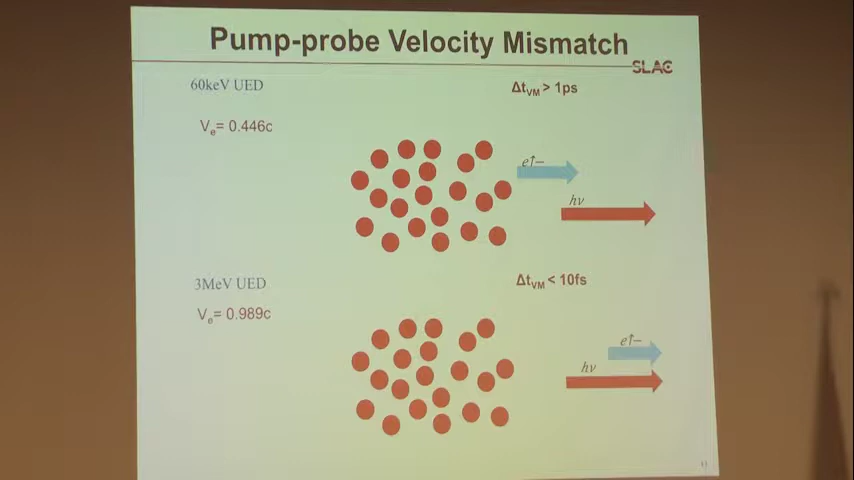 Pump-probe Velocity Mismatch
SLAC
60keV UED
Δt_VM > 1ps
V_e= 0.446c
e↑−
hν
3MeV UED
Δt_VM < 10fs
V_e= 0.989c
e↑−
hν